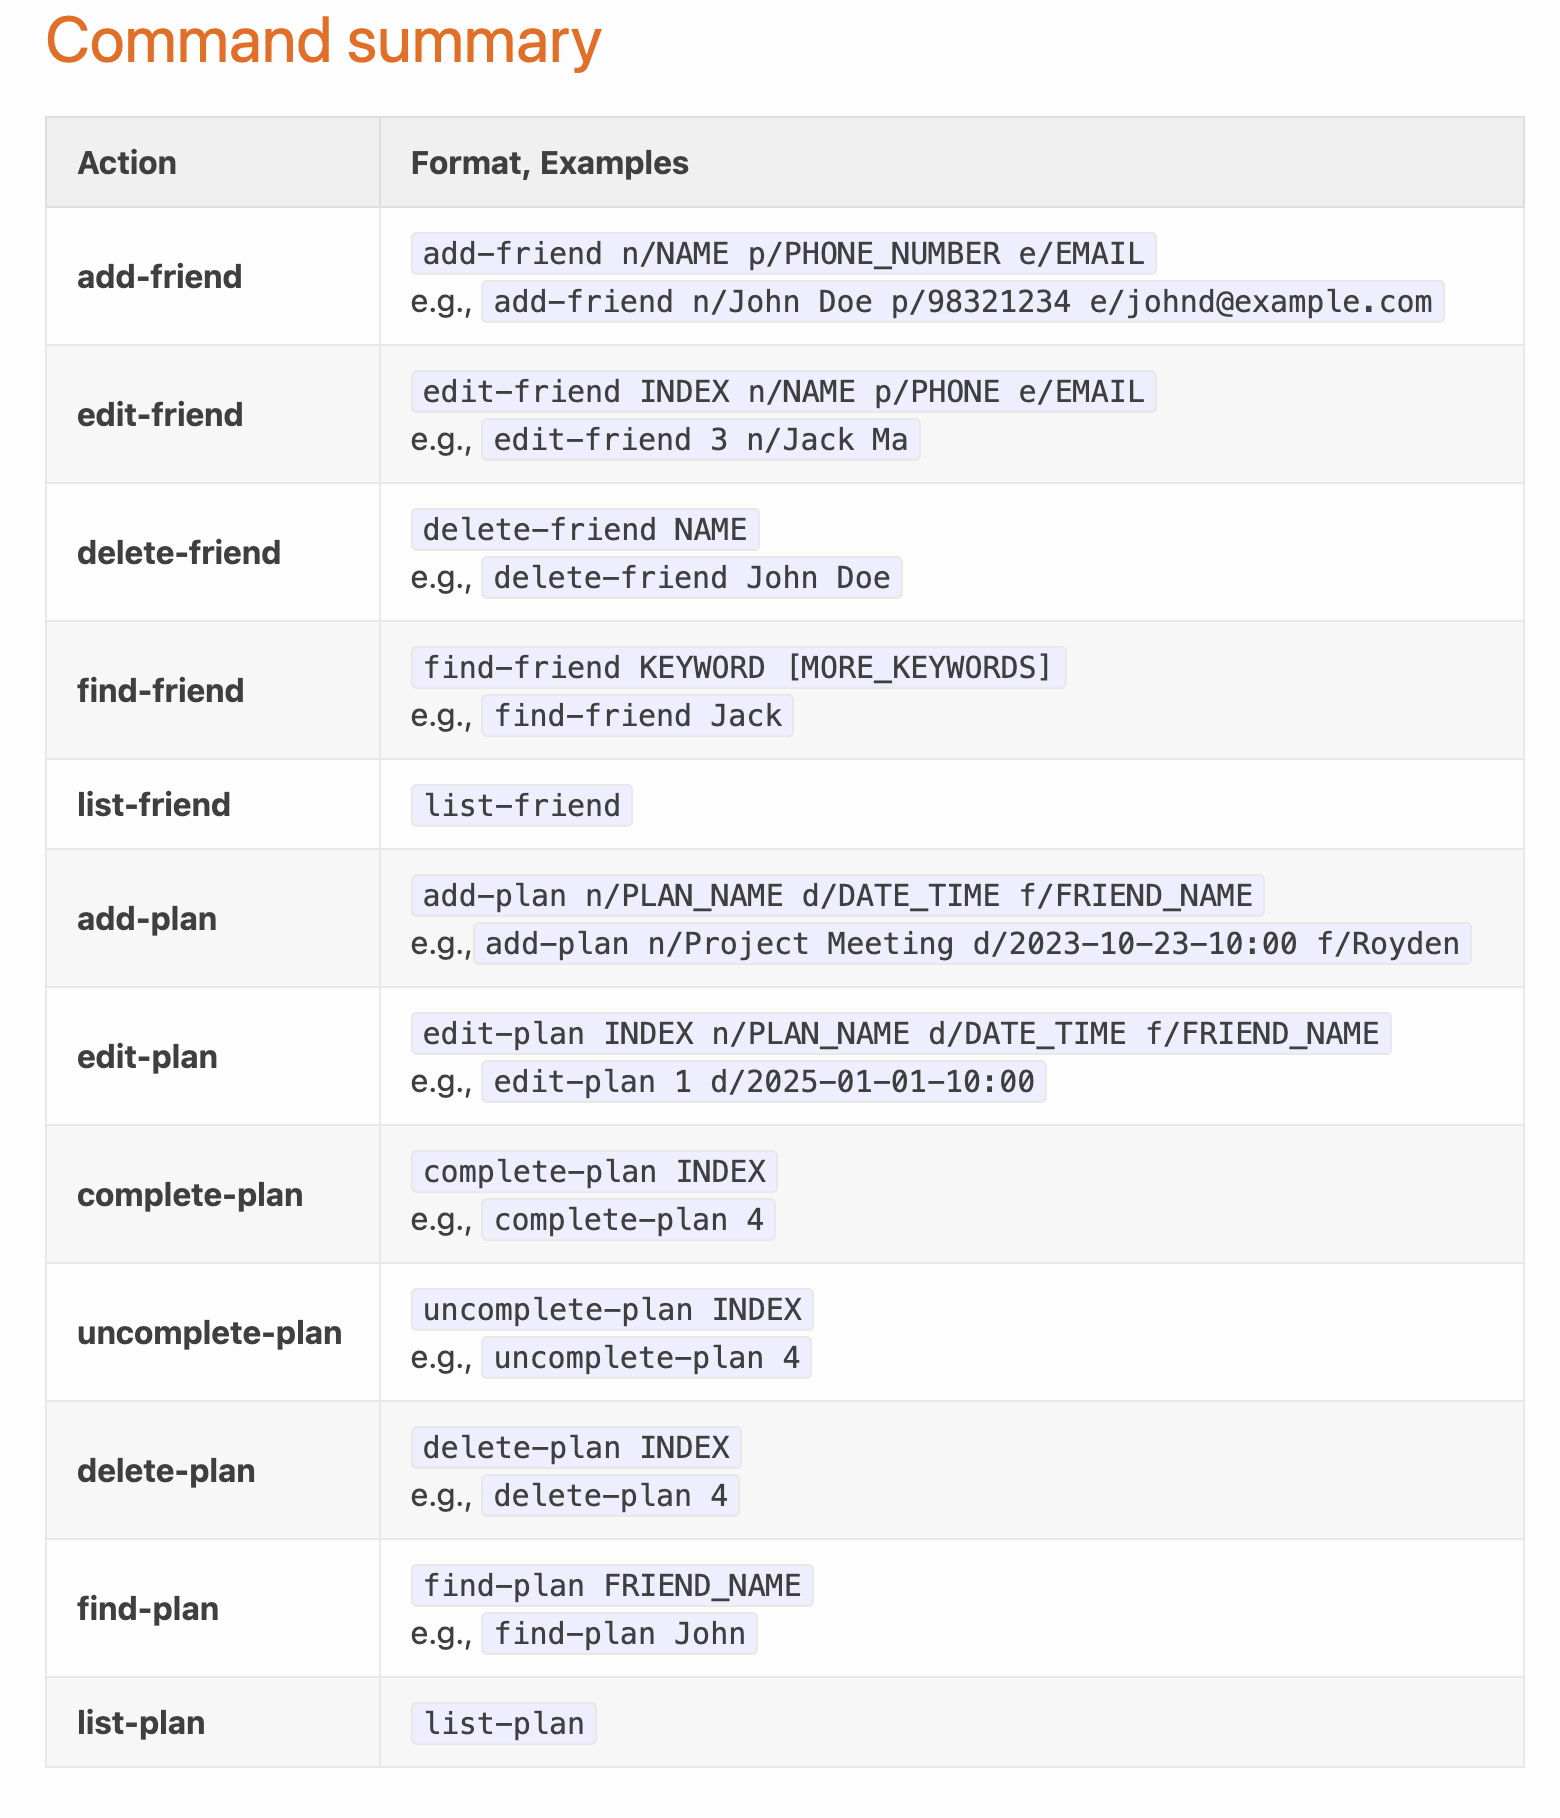 Command summary
Action
Format, Examples
add-friend
add-friend n/NAME p/PHONE_NUMBER e/EMAIL
e.g., add-friend n/John Doe p/98321234 e/johnd@example.com
edit-friend
edit-friend INDEX n/NAME p/PHONE e/EMAIL
e.g., edit-friend 3 n/Jack Ma
delete-friend
delete-friend NAME
e.g., delete-friend John Doe
find-friend
find-friend KEYWORD [MORE_KEYWORDS]
e.g., find-friend Jack
list-friend
list-friend
add-plan
add-plan n/PLAN_NAME d/DATE_TIME f/FRIEND_NAME
e.g., add-plan n/Project Meeting d/2023-10-23-10:00 f/Royden
edit-plan
edit-plan INDEX n/PLAN_NAME d/DATE_TIME f/FRIEND_NAME
e.g., edit-plan 1 d/2025-01-01-10:00
complete-plan
complete-plan INDEX
e.g., complete-plan 4
uncomplete-plan
uncomplete-plan INDEX
e.g., uncomplete-plan 4
delete-plan
delete-plan INDEX
e.g., delete-plan 4
find-plan
find-plan FRIEND_NAME
e.g., find-plan John
list-plan
list-plan